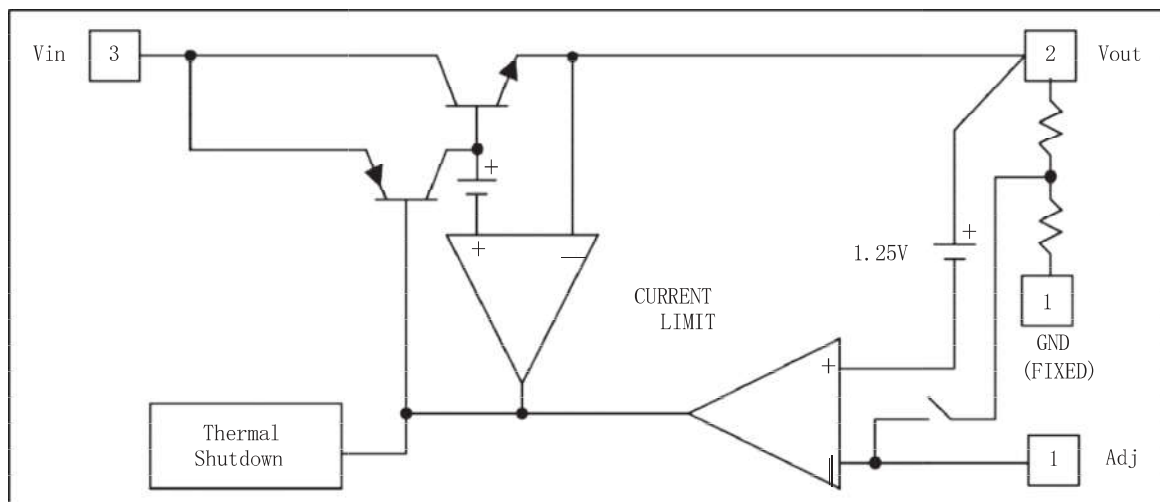 Vin
3
2
Vout
+
+
−
+
1.25V
CURRENT
LIMIT
1
GND
(FIXED)
+
Thermal
Shutdown
1
Adj